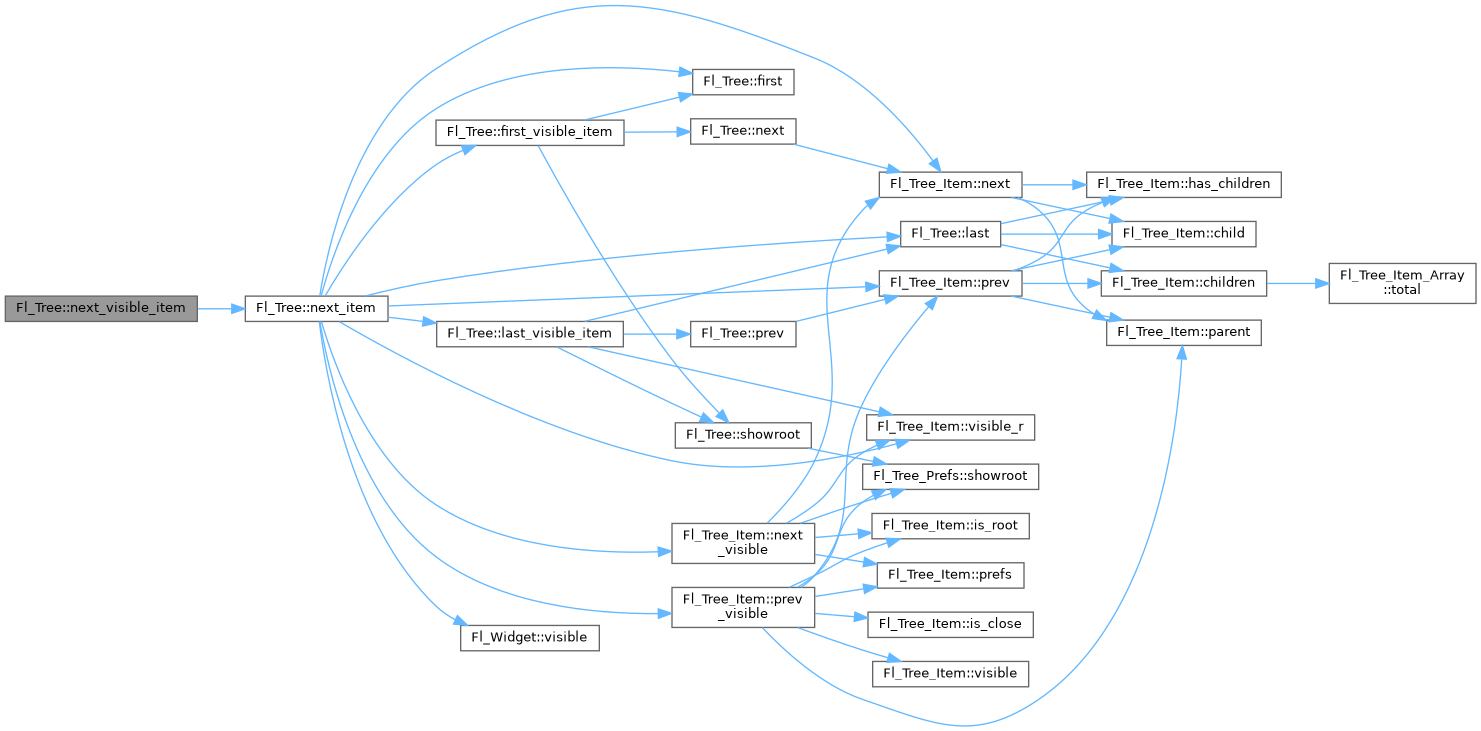 Fl_Tree::next_visible_item
Fl_Tree::next_item
Fl_Tree::first
Fl_Tree::first_visible_item
Fl_Tree::next
Fl_Tree_Item::next
Fl_Tree_Item::has_children
Fl_Tree::last
Fl_Tree_Item::child
Fl_Tree_Item::prev
Fl_Tree_Item::children
Fl_Tree_Item_Array
::total
Fl_Tree::last_visible_item
Fl_Tree::prev
Fl_Tree_Item::parent
Fl_Tree::showroot
Fl_Tree_Item::visible_r
Fl_Tree_Prefs::showroot
Fl_Tree_Item::next
_visible
Fl_Tree_Item::is_root
Fl_Tree_Item::prefs
Fl_Tree_Item::prev
_visible
Fl_Tree_Item::is_close
Fl_Widget::visible
Fl_Tree_Item::visible